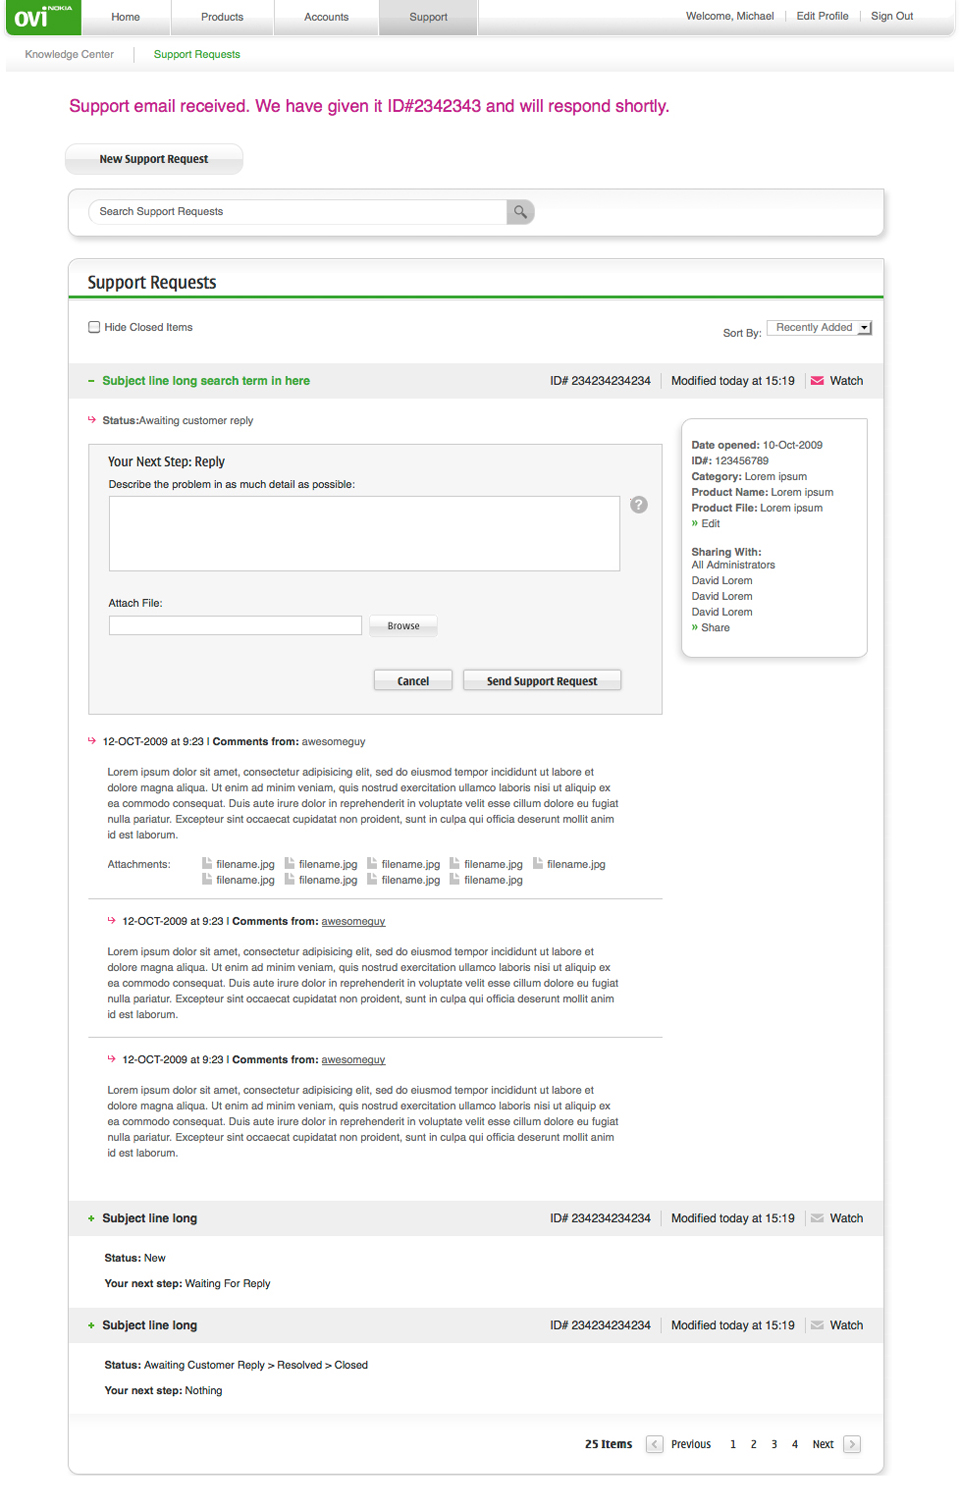 ovi NOKIA
Home Products Accounts Support
Welcome, Michael Edit Profile Sign Out
Knowledge Center Support Requests
Support email received. We have given it ID#2342343 and will respond shortly.
New Support Request
Search Support Requests
Support Requests
Hide Closed Items
Sort By: Recently Added
– Subject line long search term in here ID# 234234234234 Modified today at 15:19 Watch
Status:Awaiting customer reply
Your Next Step: Reply
Describe the problem in as much detail as possible:
?
Attach File:
Browse
Cancel Send Support Request
Date opened: 10-Oct-2009
ID#: 123456789
Category: Lorem ipsum
Product Name: Lorem ipsum
Product File: Lorem ipsum
» Edit
Sharing With:
All Administrators
David Lorem
David Lorem
David Lorem
» Share
12-OCT-2009 at 9:23 | Comments from: awesomeguy
Lorem ipsum dolor sit amet, consectetur adipisicing elit, sed do eiusmod tempor incididunt ut labore et
dolore magna aliqua. Ut enim ad minim veniam, quis nostrud exercitation ullamco laboris nisi ut aliquip ex
ea commodo consequat. Duis aute irure dolor in reprehenderit in voluptate velit esse cillum dolore eu fugiat
nulla pariatur. Excepteur sint occaecat cupidatat non proident, sunt in culpa qui officia deserunt mollit anim
id est laborum.
Attachments: filename.jpg filename.jpg filename.jpg filename.jpg filename.jpg
filename.jpg filename.jpg filename.jpg filename.jpg
12-OCT-2009 at 9:23 | Comments from: awesomeguy
Lorem ipsum dolor sit amet, consectetur adipisicing elit, sed do eiusmod tempor incididunt ut labore et
dolore magna aliqua. Ut enim ad minim veniam, quis nostrud exercitation ullamco laboris nisi ut aliquip ex
ea commodo consequat. Duis aute irure dolor in reprehenderit in voluptate velit esse cillum dolore eu fugiat
nulla pariatur. Excepteur sint occaecat cupidatat non proident, sunt in culpa qui officia deserunt mollit anim
id est laborum.
12-OCT-2009 at 9:23 | Comments from: awesomeguy
Lorem ipsum dolor sit amet, consectetur adipisicing elit, sed do eiusmod tempor incididunt ut labore et
dolore magna aliqua. Ut enim ad minim veniam, quis nostrud exercitation ullamco laboris nisi ut aliquip ex
ea commodo consequat. Duis aute irure dolor in reprehenderit in voluptate velit esse cillum dolore eu fugiat
nulla pariatur. Excepteur sint occaecat cupidatat non proident, sunt in culpa qui officia deserunt mollit anim
id est laborum.
+ Subject line long ID# 234234234234 Modified today at 15:19 Watch
Status: New
Your next step: Waiting For Reply
+ Subject line long ID# 234234234234 Modified today at 15:19 Watch
Status: Awaiting Customer Reply > Resolved > Closed
Your next step: Nothing
25 Items < Previous 1 2 3 4 Next >